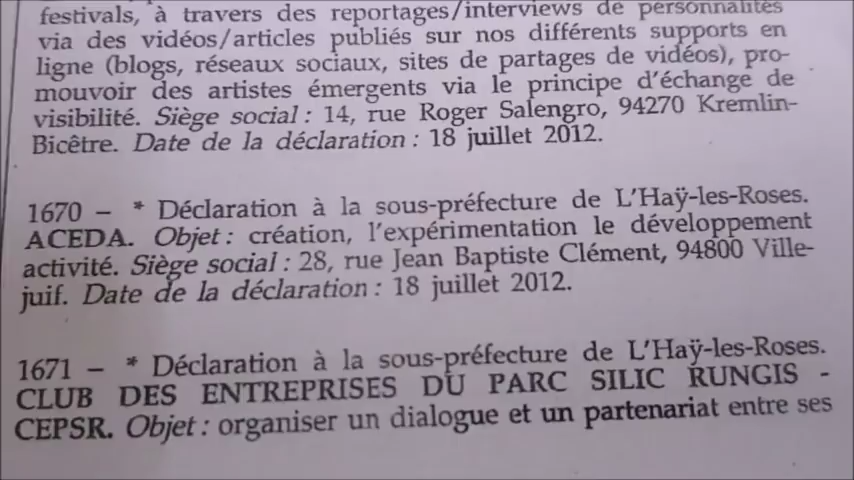 festivals, à travers des reportages/interviews de personnalités
via des vidéos/articles publiés sur nos différents supports en
ligne (blogs, réseaux sociaux, sites de partages de vidéos), pro-
mouvoir des artistes émergents via le principe d'échange de
visibilité. Siège social : 14, rue Roger Salengro, 94270 Kremlin-
Bicêtre. Date de la déclaration : 18 juillet 2012.
1670 – * Déclaration à la sous-préfecture de L'Haÿ-les-Roses.
ACEDA. Objet : création, l'expérimentation le développement
activité. Siège social : 28, rue Jean Baptiste Clément, 94800 Ville-
juif. Date de la déclaration : 18 juillet 2012.
1671 – * Déclaration à la sous-préfecture de L'Haÿ-les-Roses.
CLUB DES ENTREPRISES DU PARC SILIC RUNGIS -
CEPSR. Objet : organiser un dialogue et un partenariat entre ses